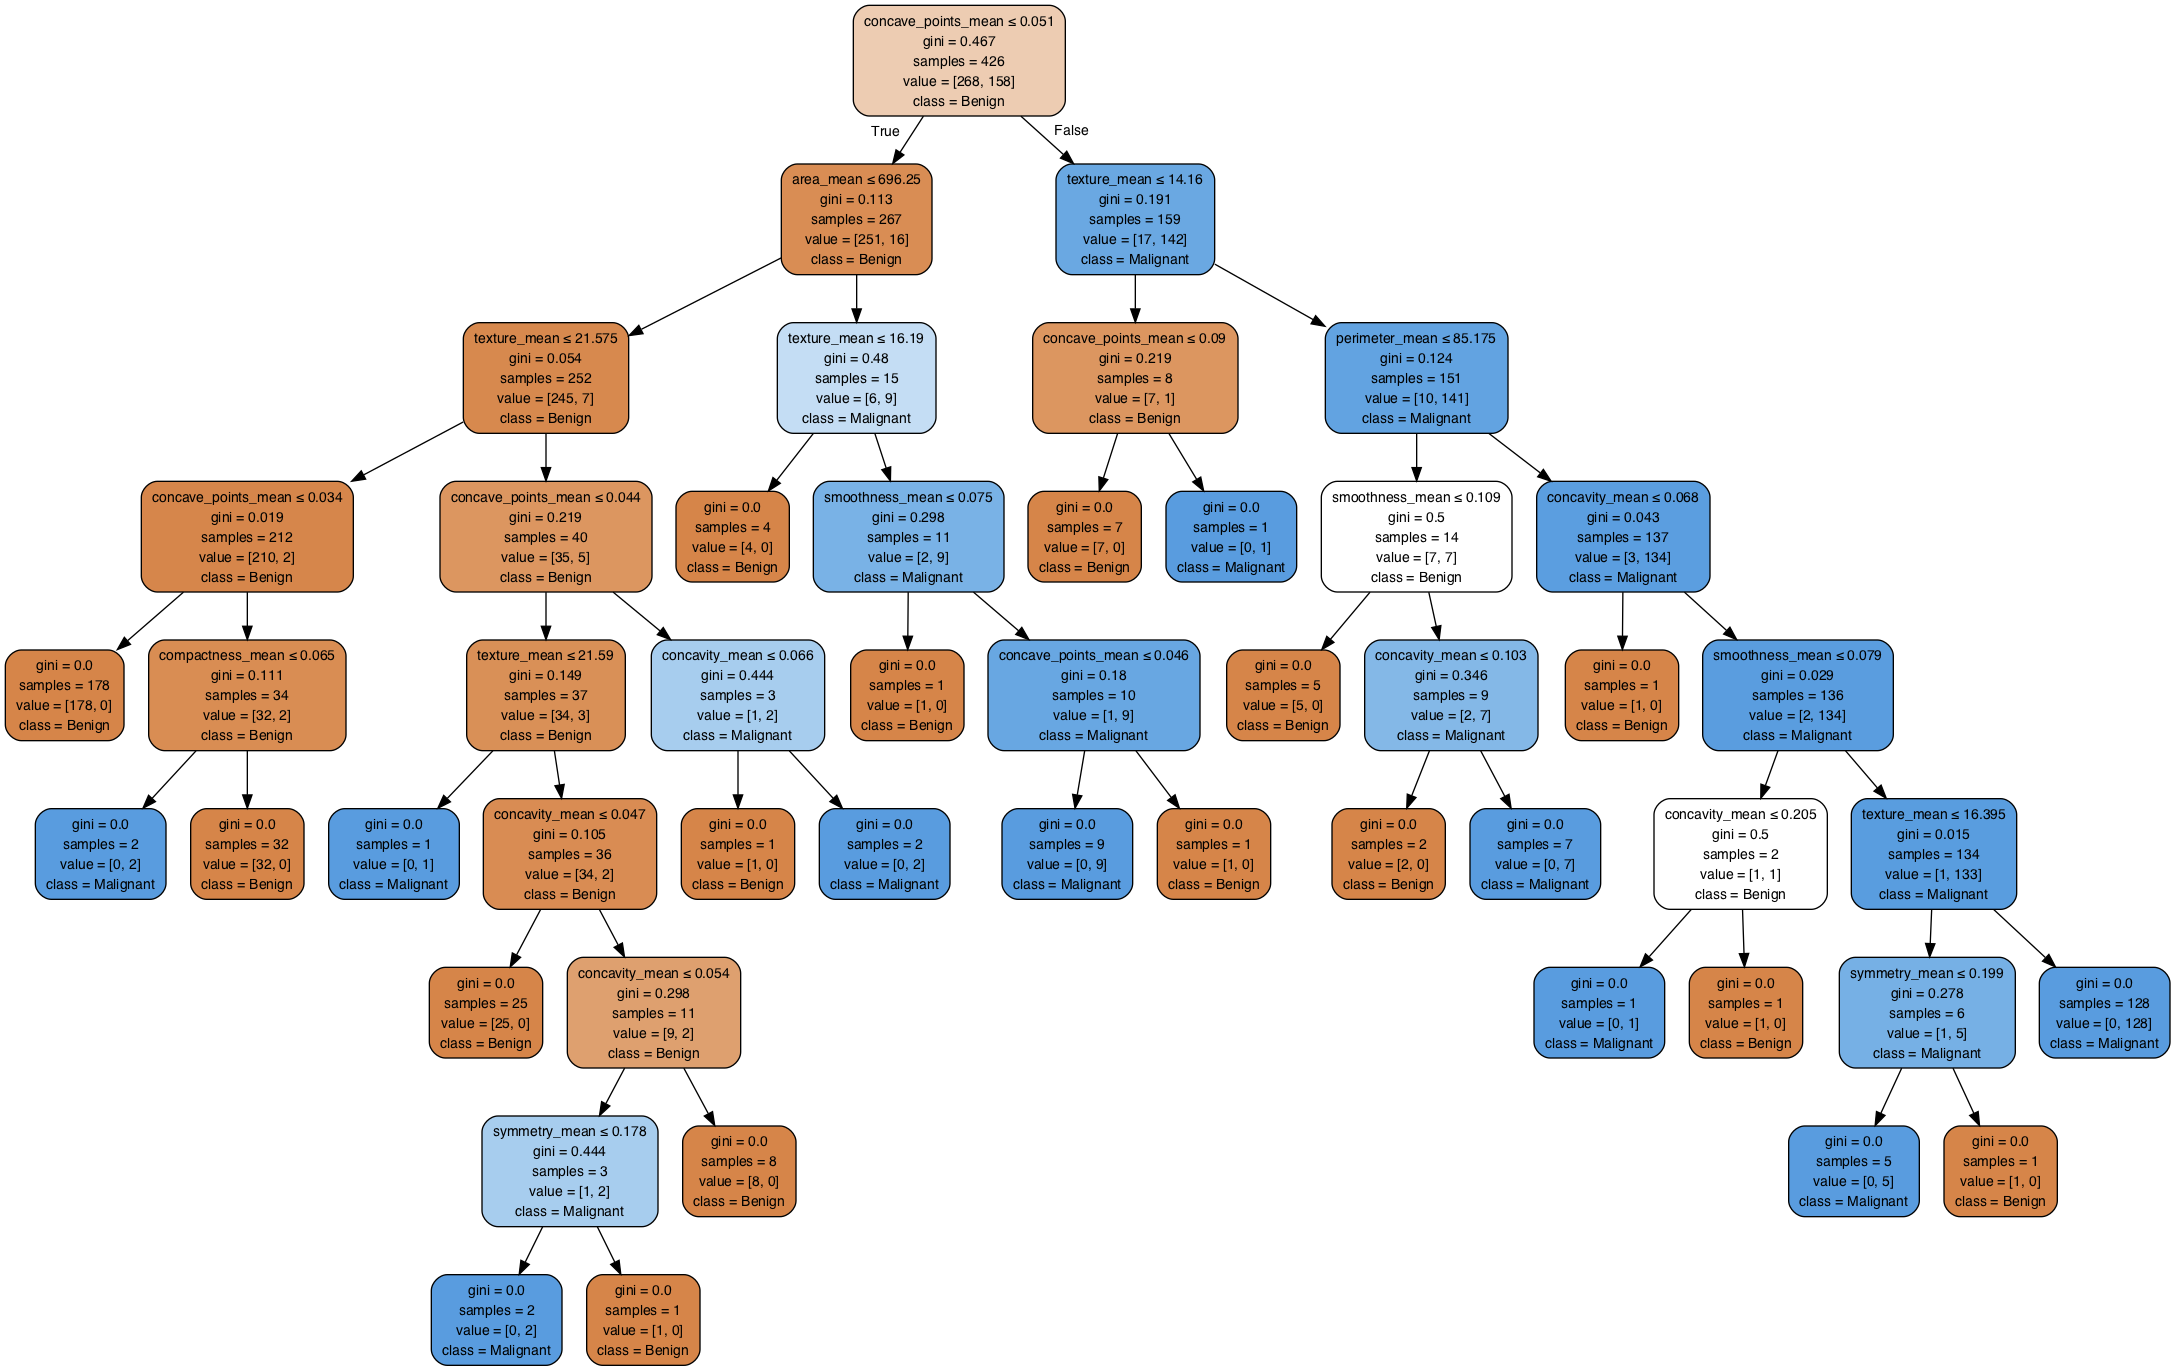 concave_points_mean ≤ 0.051
gini = 0.467
samples = 426
value = [268, 158]
class = Benign
True
False
area_mean ≤ 696.25
gini = 0.113
samples = 267
value = [251, 16]
class = Benign
texture_mean ≤ 14.16
gini = 0.191
samples = 159
value = [17, 142]
class = Malignant
texture_mean ≤ 21.575
gini = 0.054
samples = 252
value = [245, 7]
class = Benign
texture_mean ≤ 16.19
gini = 0.48
samples = 15
value = [6, 9]
class = Malignant
concave_points_mean ≤ 0.09
gini = 0.219
samples = 8
value = [7, 1]
class = Benign
perimeter_mean ≤ 85.175
gini = 0.124
samples = 151
value = [10, 141]
class = Malignant
concave_points_mean ≤ 0.034
gini = 0.019
samples = 212
value = [210, 2]
class = Benign
concave_points_mean ≤ 0.044
gini = 0.219
samples = 40
value = [35, 5]
class = Benign
gini = 0.0
samples = 4
value = [4, 0]
class = Benign
smoothness_mean ≤ 0.075
gini = 0.298
samples = 11
value = [2, 9]
class = Malignant
gini = 0.0
samples = 7
value = [7, 0]
class = Benign
gini = 0.0
samples = 1
value = [0, 1]
class = Malignant
smoothness_mean ≤ 0.109
gini = 0.5
samples = 14
value = [7, 7]
class = Benign
concavity_mean ≤ 0.068
gini = 0.043
samples = 137
value = [3, 134]
class = Malignant
gini = 0.0
samples = 178
value = [178, 0]
class = Benign
compactness_mean ≤ 0.065
gini = 0.111
samples = 34
value = [32, 2]
class = Benign
texture_mean ≤ 21.59
gini = 0.149
samples = 37
value = [34, 3]
class = Benign
concavity_mean ≤ 0.066
gini = 0.444
samples = 3
value = [1, 2]
class = Malignant
gini = 0.0
samples = 1
value = [1, 0]
class = Benign
concave_points_mean ≤ 0.046
gini = 0.18
samples = 10
value = [1, 9]
class = Malignant
gini = 0.0
samples = 5
value = [5, 0]
class = Benign
concavity_mean ≤ 0.103
gini = 0.346
samples = 9
value = [2, 7]
class = Malignant
gini = 0.0
samples = 1
value = [1, 0]
class = Benign
smoothness_mean ≤ 0.079
gini = 0.029
samples = 136
value = [2, 134]
class = Malignant
gini = 0.0
samples = 2
value = [0, 2]
class = Malignant
gini = 0.0
samples = 32
value = [32, 0]
class = Benign
gini = 0.0
samples = 1
value = [0, 1]
class = Malignant
concavity_mean ≤ 0.047
gini = 0.105
samples = 36
value = [34, 2]
class = Benign
gini = 0.0
samples = 1
value = [1, 0]
class = Benign
gini = 0.0
samples = 2
value = [0, 2]
class = Malignant
gini = 0.0
samples = 9
value = [0, 9]
class = Malignant
gini = 0.0
samples = 1
value = [1, 0]
class = Benign
gini = 0.0
samples = 2
value = [2, 0]
class = Benign
gini = 0.0
samples = 7
value = [0, 7]
class = Malignant
concavity_mean ≤ 0.205
gini = 0.5
samples = 2
value = [1, 1]
class = Benign
texture_mean ≤ 16.395
gini = 0.015
samples = 134
value = [1, 133]
class = Malignant
gini = 0.0
samples = 25
value = [25, 0]
class = Benign
concavity_mean ≤ 0.054
gini = 0.298
samples = 11
value = [9, 2]
class = Benign
gini = 0.0
samples = 1
value = [0, 1]
class = Malignant
gini = 0.0
samples = 1
value = [1, 0]
class = Benign
symmetry_mean ≤ 0.199
gini = 0.278
samples = 6
value = [1, 5]
class = Malignant
gini = 0.0
samples = 128
value = [0, 128]
class = Malignant
symmetry_mean ≤ 0.178
gini = 0.444
samples = 3
value = [1, 2]
class = Malignant
gini = 0.0
samples = 8
value = [8, 0]
class = Benign
gini = 0.0
samples = 5
value = [0, 5]
class = Malignant
gini = 0.0
samples = 1
value = [1, 0]
class = Benign
gini = 0.0
samples = 2
value = [0, 2]
class = Malignant
gini = 0.0
samples = 1
value = [1, 0]
class = Benign